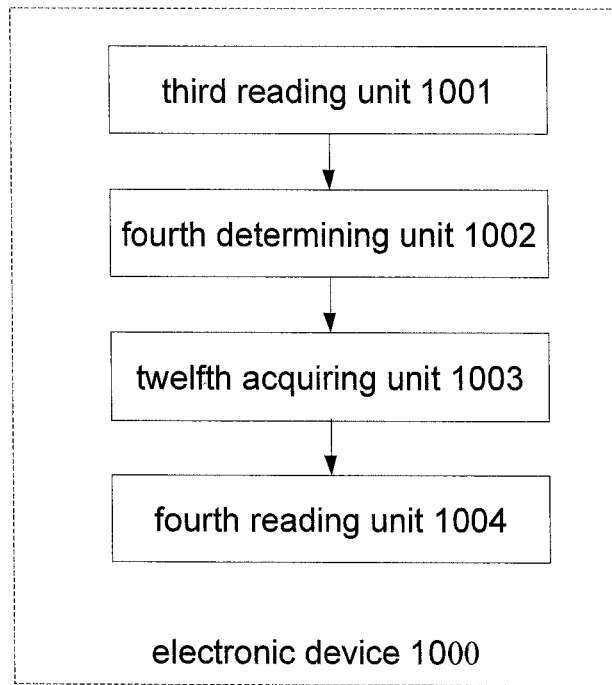 third reading unit 1001
fourth determining unit 1002
twelfth acquiring unit 1003
fourth reading unit 1004
electronic device 1000